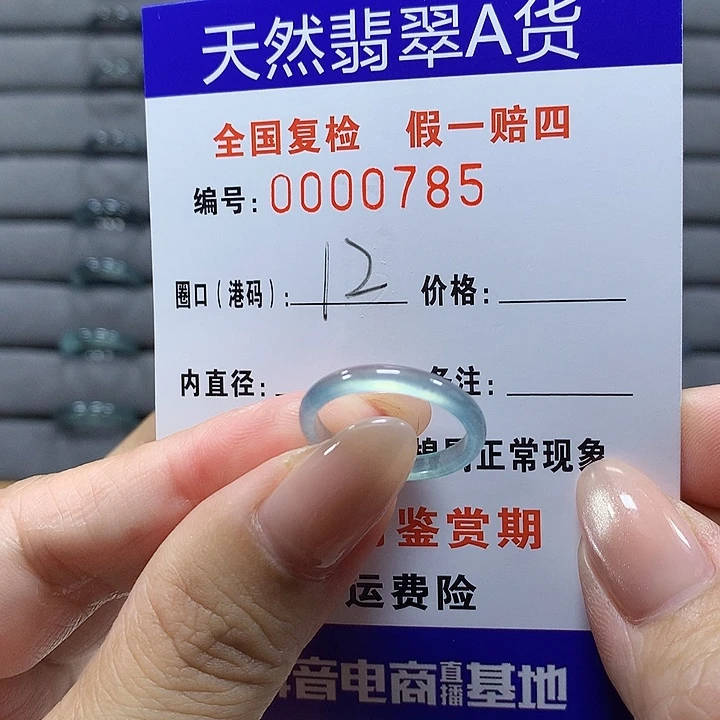 天然翡翠A货
全国复检 假一赔四
编号: 0000785
圈口(港码): 12 价格:
内直径: 备注:
正常现象
鉴赏期
运费险
音电商直播基地